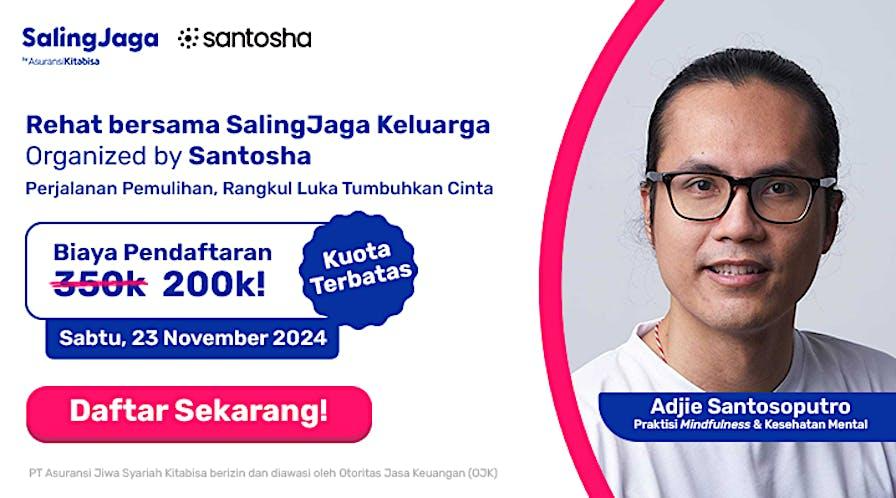 SalingJaga
by AsuransiKitabisa
santosha
Rehat bersama SalingJaga Keluarga
Organized by Santosha
Perjalanan Pemulihan, Rangkul Luka Tumbuhkan Cinta
Biaya Pendaftaran
350k 200k!
Kuota
Terbatas
Sabtu, 23 November 2024
Daftar Sekarang!
Adjie Santosoputro
Praktisi Mindfulness & Kesehatan Mental
PT Asuransi Jiwa Syariah Kitabisa berizin dan diawasi oleh Otoritas Jasa Keuangan (OJK)